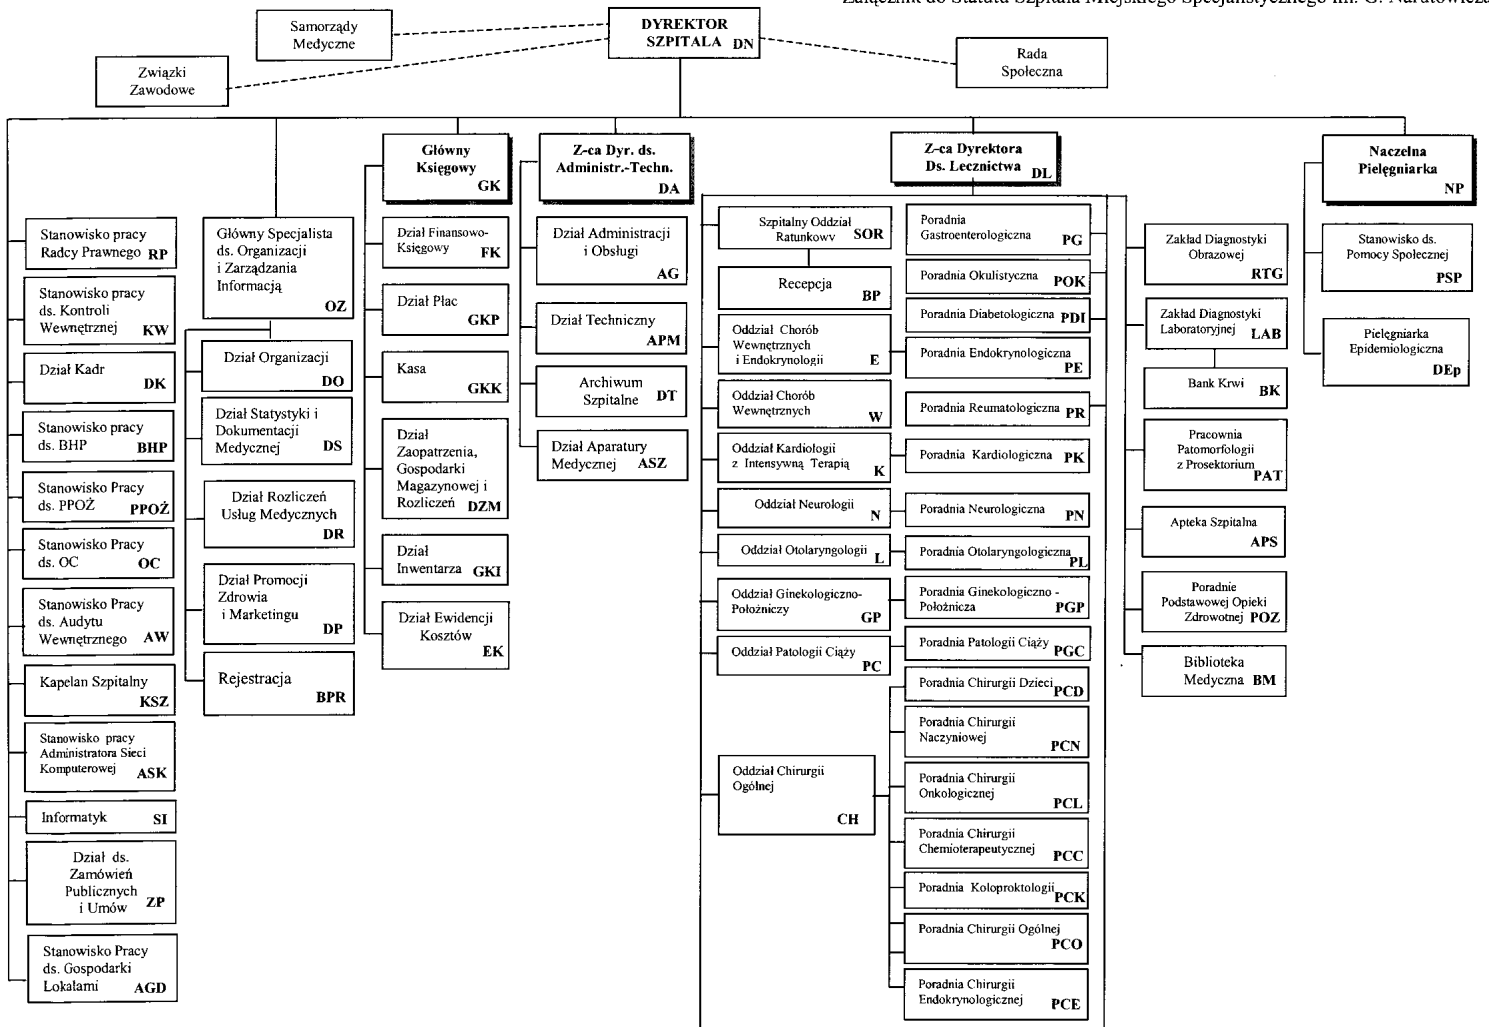 Załącznik do Statutu Szpitala Miejskiego Specjalistycznego im. G. Narutowicza
DYREKTOR
SZPITALA DN
Samorządy
Medyczne
Związki
Zawodowe
Rada
Społeczna
Stanowisko pracy
Radcy Prawnego RP
Stanowisko pracy
ds. Kontroli
Wewnętrznej KW
Dział Kadr
DK
Stanowisko pracy
ds. BHP BHP
Stanowisko Pracy
ds. PPOŻ PPOŻ
Stanowisko Pracy
ds. OC OC
Stanowisko Pracy
ds. Audytu
Wewnętrznego AW
Kapelan Szpitalny
KSZ
Stanowisko pracy
Administratora Sieci
Komputerowej ASK
Informatyk SI
Dział ds.
Zamówień
Publicznych
i Umów ZP
Stanowisko Pracy
ds. Gospodarki
Lokalami AGD
Główny Specjalista
ds. Organizacji
i Zarządzania
Informacją
OZ
Dział Organizacji
DO
Dział Statystyki i
Dokumentacji
Medycznej DS
Dział Rozliczeń
Usług Medycznych
DR
Dział Promocji
Zdrowia
i Marketingu
DP
Rejestracja
BPR
Główny
Księgowy
GK
Dział Finansowo-
Księgowy
FK
Dział Płac
GKP
Kasa
GKK
Dział
Zaopatrzenia,
Gospodarki
Magazynowej i
Rozliczeń DZM
Dział
Inwentarza GKI
Dział Ewidencji
Kosztów
EK
Z-ca Dyr. ds.
Administr.-Techn.
DA
Dział Administracji
i Obsługi
AG
Dział Techniczny
APM
Archiwum
Szpitalne DT
Dział Aparatury
Medycznej ASZ
Z-ca Dyrektora
Ds. Lecznictwa DL
Szpitalny Oddział
Ratunkowy SOR
Recepcja
BP
Oddział Chorób
Wewnętrznych
i Endokrynologii E
Oddział Chorób
Wewnętrznych W
Oddział Kardiologii
z Intensywną Terapią K
Oddział Neurologii
N
Oddział Otolaryngologii L
Oddział Ginekologiczno-
Położniczy GP
Oddział Patologii Ciąży PC
Oddział Chirurgii
Ogólnej
CH
Poradnia
Gastroenterologiczna PG
Poradnia Okulistyczna POK
Poradnia Diabetologiczna PDI
Poradnia Endokrynologiczna
PE
Poradnia Reumatologiczna PR
Poradnia Kardiologiczna PK
Poradnia Neurologiczna PN
Poradnia Otolaryngologiczna
PL
Poradnia Ginekologiczno -
Położnicza PGP
Poradnia Patologii Ciąży PGC
Poradnia Chirurgii Dzieci PCD
Poradnia Chirurgii
Naczyniowej
PCN
Poradnia Chirurgii
Onkologicznej
PCL
Poradnia Chirurgii
Chemioterapeutycznej PCC
Poradnia Koloproktologii
PCK
Poradnia Chirurgii Ogólnej
PCO
Poradnia Chirurgii
Endokrynologicznej PCE
Zakład Diagnostyki
Obrazowej
RTG
Zakład Diagnostyki
Laboratoryjnej LAB
Bank Krwi BK
Pracownia
Patomorfologii
z Prosektorium
PAT
Apteka Szpitalna
APS
Poradnie
Podstawowej Opieki
Zdrowotnej POZ
Biblioteka
Medyczna BM
Naczelna
Pielęgniarka
NP
Stanowisko ds.
Pomocy Społecznej
PSP
Pielęgniarka
Epidemiologiczna
DEp